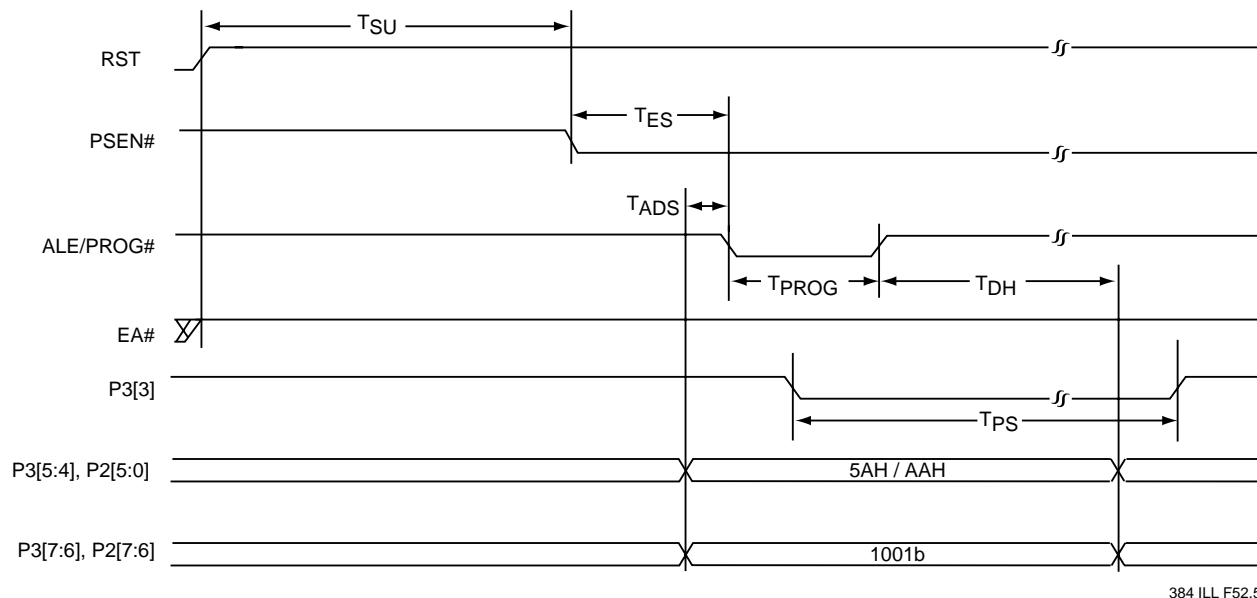 TSU
RST
TES
PSEN#
TADS
ALE/PROG#
TPROG
TDH
EA#
P3[3]
TPS
P3[5:4], P2[5:0]
5AH / AAH
P3[7:6], P2[7:6]
1001b
384 ILL F52.5